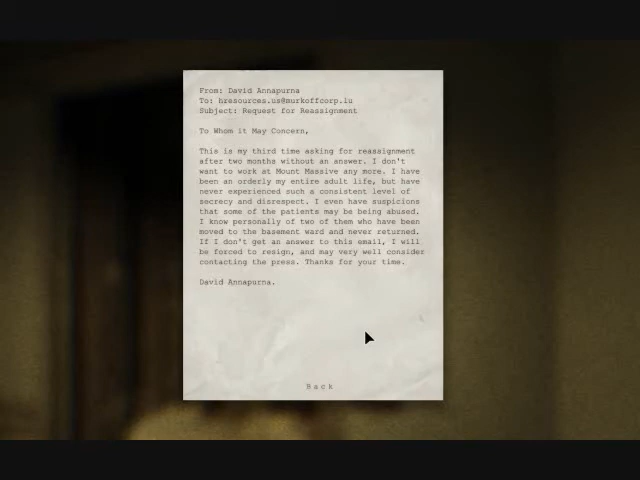 From: David Annapurna
To: hresources.us@murkoffcorp.lu
Subject: Request for Reassignment
To Whom it May Concern,
This is my third time asking for reassignment
after two months without an answer. I don't
want to work at Mount Massive any more. I have
been an orderly my entire adult life, but have
never experienced such a consistent level of
secrecy and disrespect. I even have suspicions
that some of the patients may be being abused.
I know personally of two of them who have been
moved to the basement ward and never returned.
If I don't get an answer to this email, I will
be forced to resign, and may very well consider
contacting the press. Thanks for your time.
David Annapurna.
Back